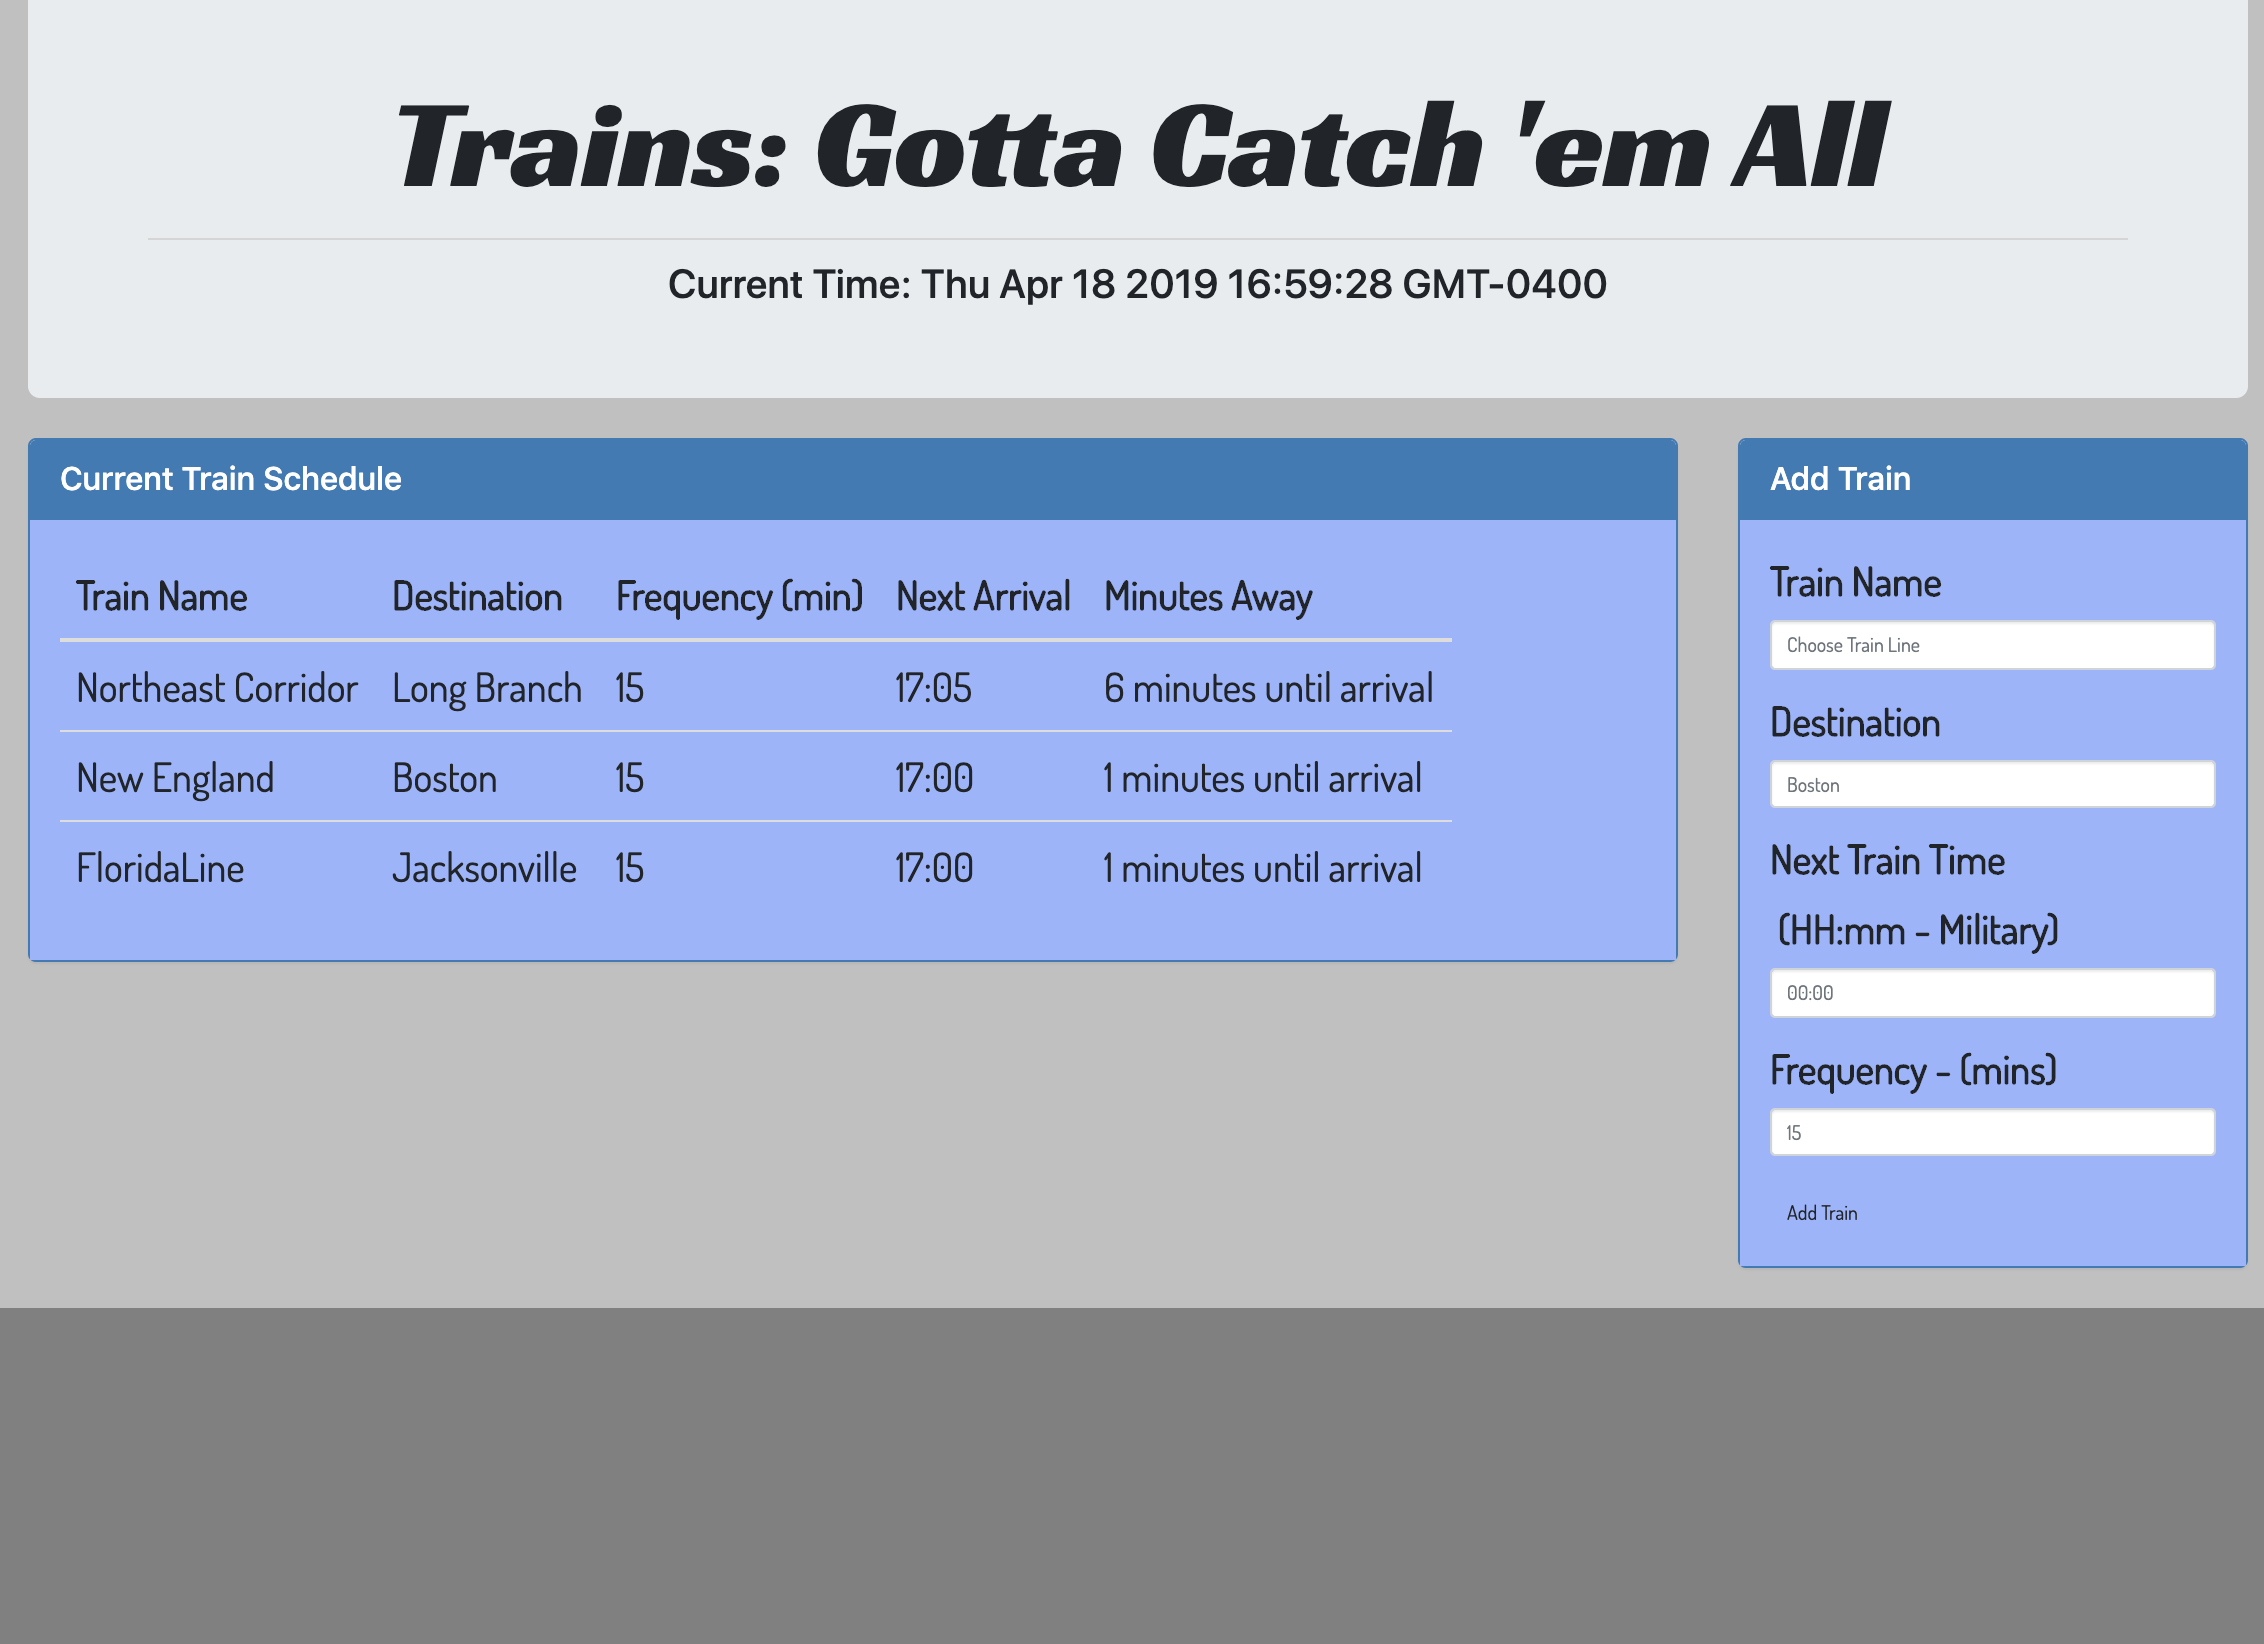 Trains: Gotta Catch 'em All
Current Time: Thu Apr 18 2019 16:59:28 GMT-0400
Current Train Schedule
Train Name Destination Frequency (min) Next Arrival Minutes Away
Northeast Corridor Long Branch 15 17:05 6 minutes until arrival
New England Boston 15 17:00 1 minutes until arrival
FloridaLine Jacksonville 15 17:00 1 minutes until arrival
Add Train
Train Name
Choose Train Line
Destination
Boston
Next Train Time
(HH:mm - Military)
00:00
Frequency - (mins)
15
Add Train